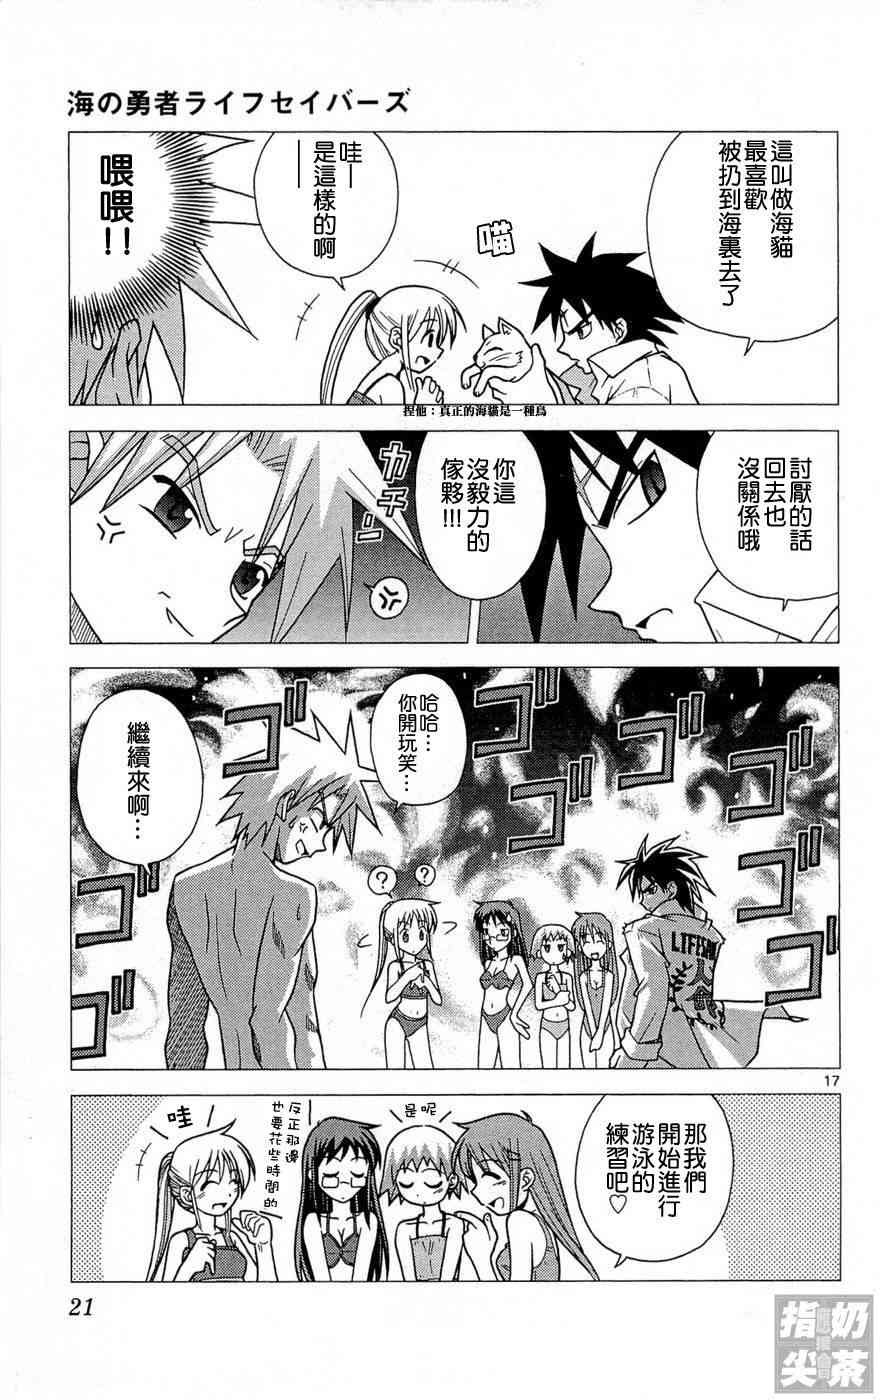 海の勇者ライフセイバーズ
這叫做海貓
最喜歡
被扔到海裏去了
喵
哇—
是這樣的啊
—
喂喂!!
捏他：真正的海貓是一種鳥
討厭的話
回去也
沒關係哦
你這
沒毅力的
傢夥!!!
カチーン
ゴゴゴゴ
哈哈…
你開玩笑…
？
？
ゴゴゴ
繼續來啊…
LIFESAV
17
那我們
開始進行
游泳的
練習吧♡
是呢
反正那邊
也要花些時間的
哇
21
指奶
尖茶